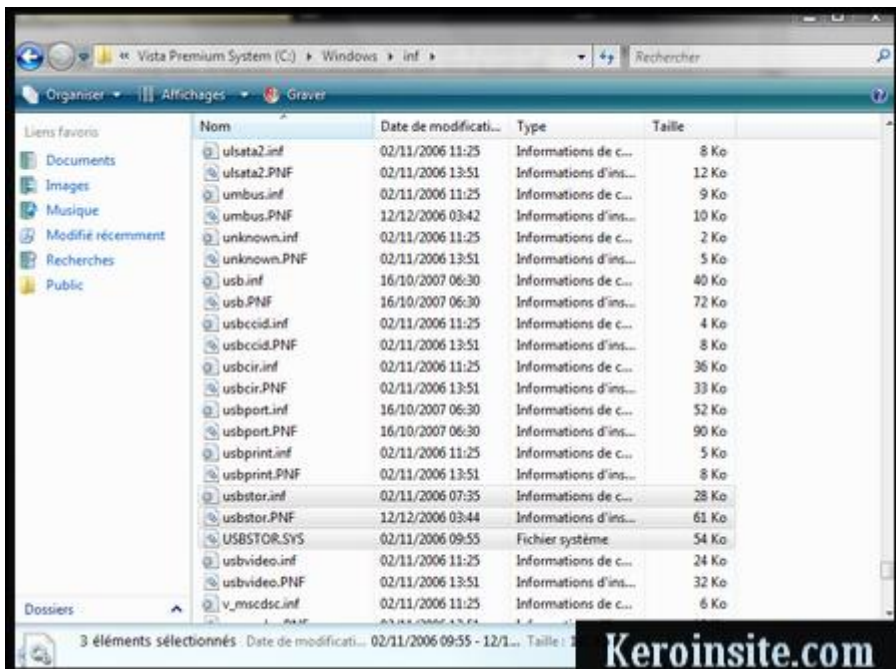 « Vista Premium System (C:) ▸ Windows ▸ inf ▸ Rechercher
Organiser Affichages Graver
Liens favoris
Documents
Images
Musique
Modifié récemment
Recherches
Public
Dossiers
Nom Date de modificati... Type Taille
ulsata2.inf 02/11/2006 11:25 Informations de c... 8 Ko
ulsata2.PNF 02/11/2006 13:51 Informations d'ins... 12 Ko
umbus.inf 02/11/2006 11:25 Informations de c... 9 Ko
umbus.PNF 12/12/2006 03:42 Informations d'ins... 10 Ko
unknown.inf 02/11/2006 11:25 Informations de c... 2 Ko
unknown.PNF 02/11/2006 13:51 Informations d'ins... 5 Ko
usb.inf 16/10/2007 06:30 Informations de c... 40 Ko
usb.PNF 16/10/2007 06:30 Informations d'ins... 72 Ko
usbccid.inf 02/11/2006 11:25 Informations de c... 4 Ko
usbccid.PNF 02/11/2006 13:51 Informations d'ins... 8 Ko
usbcir.inf 02/11/2006 11:25 Informations de c... 36 Ko
usbcir.PNF 02/11/2006 13:51 Informations d'ins... 33 Ko
usbport.inf 16/10/2007 06:30 Informations de c... 52 Ko
usbport.PNF 16/10/2007 06:30 Informations d'ins... 90 Ko
usbprint.inf 02/11/2006 11:25 Informations de c... 5 Ko
usbprint.PNF 02/11/2006 13:51 Informations d'ins... 8 Ko
usbstor.inf 02/11/2006 07:35 Informations de c... 28 Ko
usbstor.PNF 12/12/2006 03:44 Informations d'ins... 61 Ko
USBSTOR.SYS 02/11/2006 09:55 Fichier système 54 Ko
usbvideo.inf 02/11/2006 11:25 Informations de c... 24 Ko
usbvideo.PNF 02/11/2006 13:51 Informations d'ins... 32 Ko
v_mscdsc.inf 02/11/2006 11:25 Informations de c... 6 Ko
3 éléments sélectionnés Date de modificati... 02/11/2006 09:55 - 12/1... Taille :
Keroinsite.com